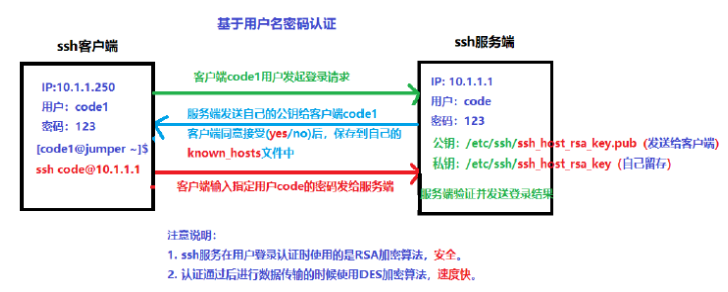 基于用户名密码认证
ssh客户端
ssh服务端
IP:10.1.1.250
用户：code1
密码：123
[code1@jumper ~]$
ssh code@10.1.1.1
客户端code1用户发起登录请求
服务端发送自己的公钥给客户端code1
客户端同意接受(yes/no)后，保存到自己的
known_hosts文件中
客户端输入指定用户code的密码发给服务端
IP: 10.1.1.1
用户：code
密码：123
公钥：/etc/ssh/ssh_host_rsa_key.pub (发送给客户端)
私钥：/etc/ssh/ssh_host_rsa_key (自己留存)
服务端验证并发送登录结果
注意说明：
1. ssh服务在用户登录认证时使用的是RSA加密算法，安全。
2. 认证通过后进行数据传输的时候使用DES加密算法，速度快。